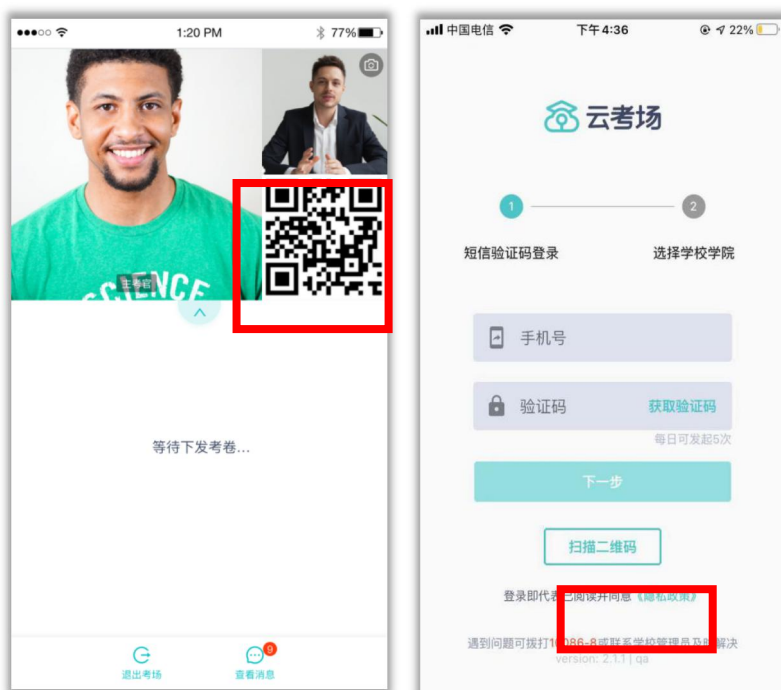 1:20 PM
77%
SCIENCE
主考官
等待下发考卷...
9
退出考场
查看消息
中国电信
下午4:36
22%
云考场
1
2
短信验证码登录
选择学校学院
手机号
验证码
获取验证码
每日可发起5次
下一步
扫描二维码
登录即代表已阅读并同意《隐私政策》
遇到问题可拨打10086-8或联系学校管理员及时解决
version: 2.1.1 | qa